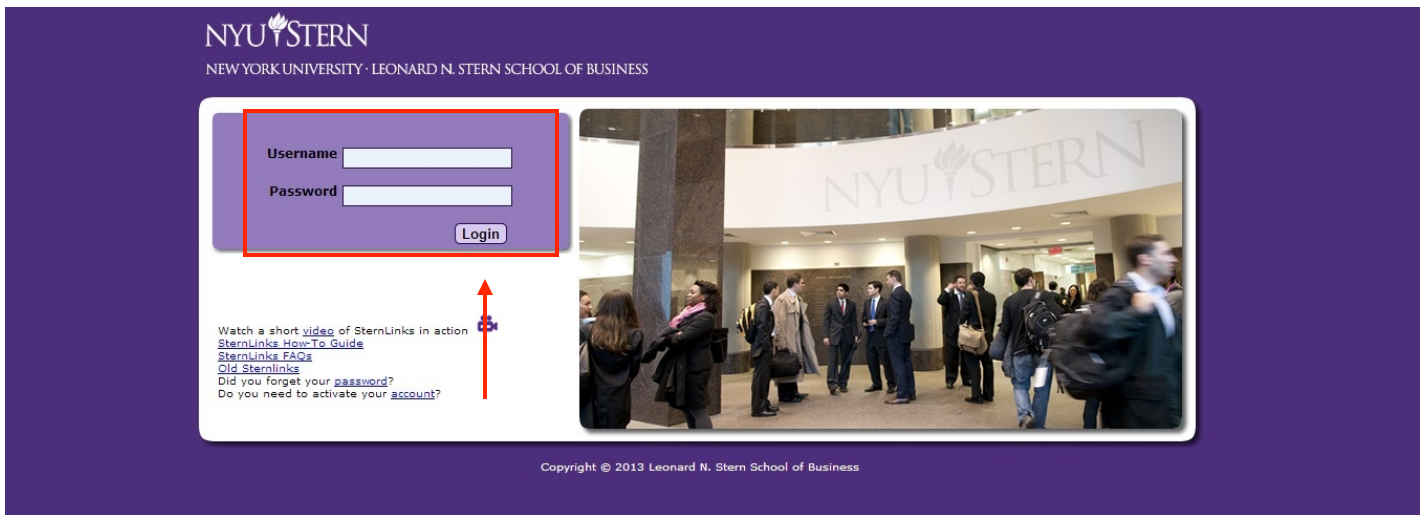 NYU STERN
NEW YORK UNIVERSITY · LEONARD N. STERN SCHOOL OF BUSINESS
Username
Password
Login
Watch a short video of SternLinks in action
SternLinks How-To Guide
SternLinks FAQs
Old Sternlinks
Did you forget your password?
Do you need to activate your account?
NYU STERN
Copyright © 2013 Leonard N. Stern School of Business